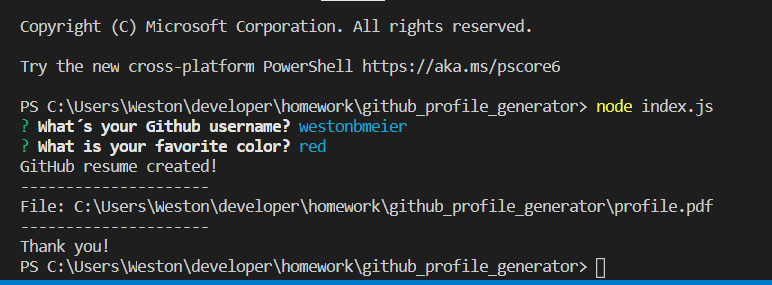 Copyright (C) Microsoft Corporation. All rights reserved.
Try the new cross-platform PowerShell https://aka.ms/pscore6
PS C:\Users\Weston\developer\homework\github_profile_generator> node index.js
? What´s your Github username? westonbmeier
? What is your favorite color? red
GitHub resume created!
---------------------
File: C:\Users\Weston\developer\homework\github_profile_generator\profile.pdf
---------------------
Thank you!
PS C:\Users\Weston\developer\homework\github_profile_generator>